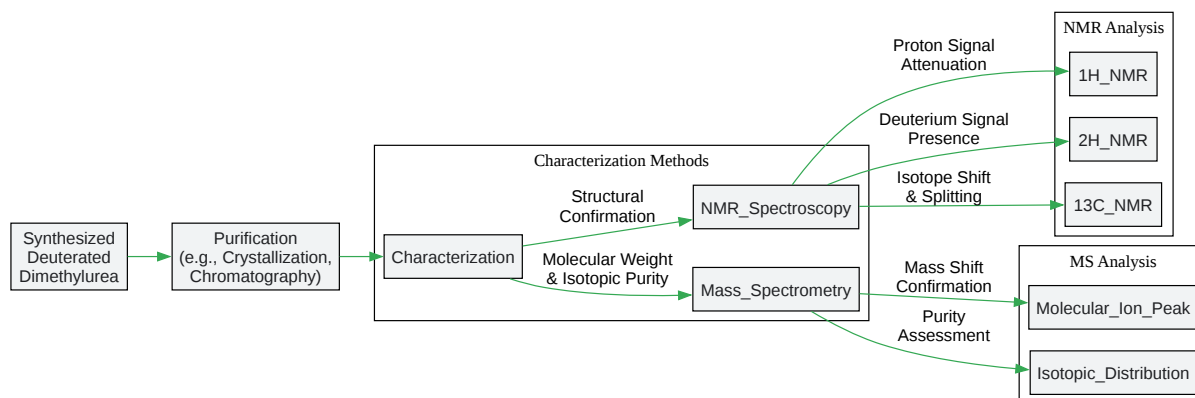 Synthesized
Deuterated
Dimethylurea
Purification
(e.g., Crystallization,
Chromatography)
Characterization Methods
Characterization
Structural
Confirmation
Molecular Weight
& Isotopic Purity
NMR_Spectroscopy
Mass_Spectrometry
Proton Signal
Attenuation
Deuterium Signal
Presence
Isotope Shift
& Splitting
Mass Shift
Confirmation
Purity
Assessment
NMR Analysis
1H_NMR
2H_NMR
13C_NMR
MS Analysis
Molecular_Ion_Peak
Isotopic_Distribution